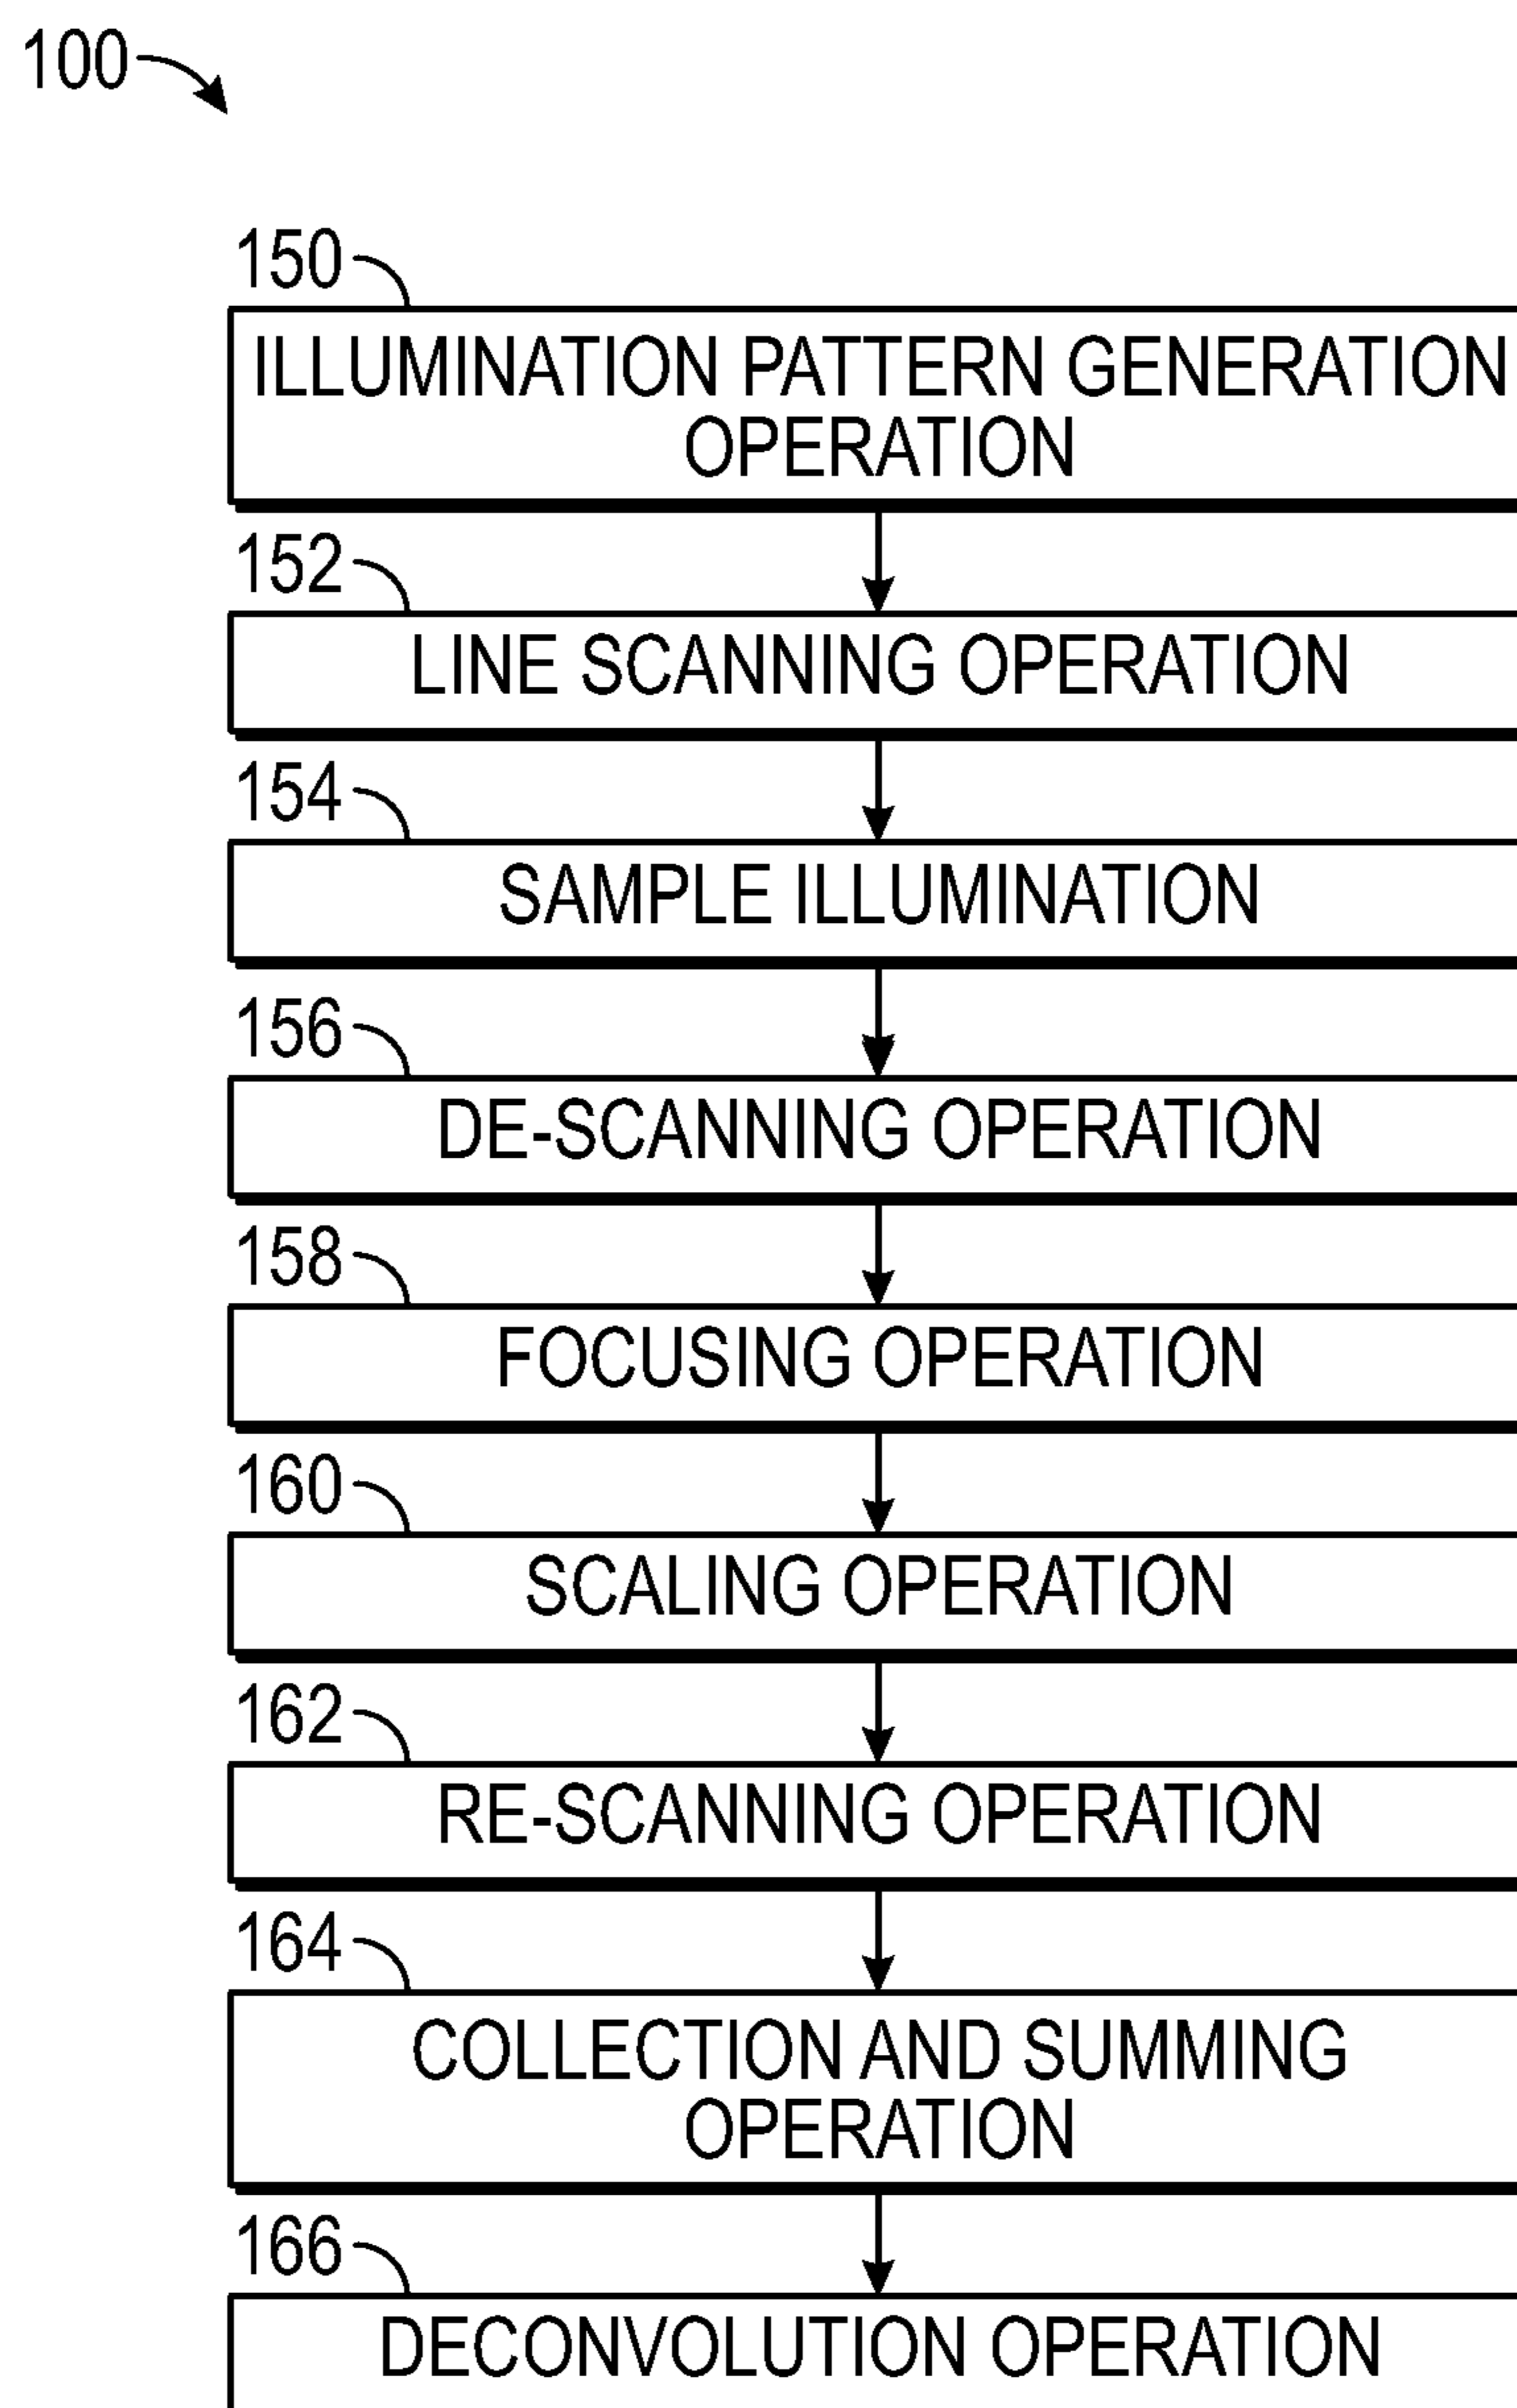 100
150
ILLUMINATION PATTERN GENERATION
OPERATION
152
LINE SCANNING OPERATION
154
SAMPLE ILLUMINATION
156
DE-SCANNING OPERATION
158
FOCUSING OPERATION
160
SCALING OPERATION
162
RE-SCANNING OPERATION
164
COLLECTION AND SUMMING
OPERATION
166
DECONVOLUTION OPERATION